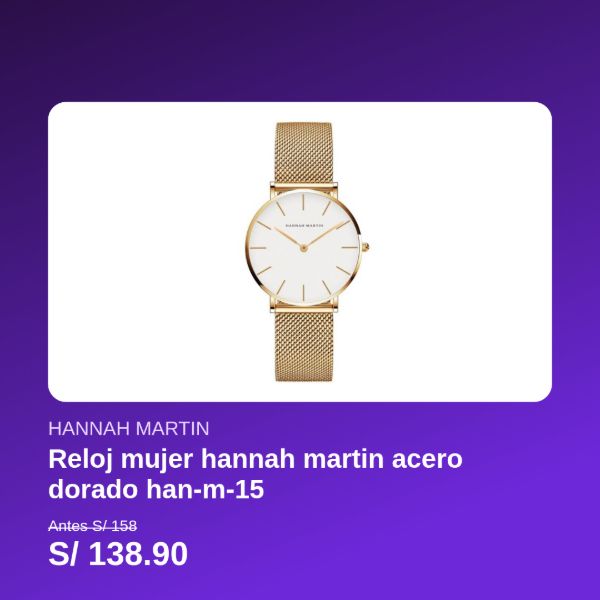 HANNAH MARTIN
HANNAH MARTIN
Reloj mujer hannah martin acero
dorado han-m-15
Antes S/ 158
S/ 138.90